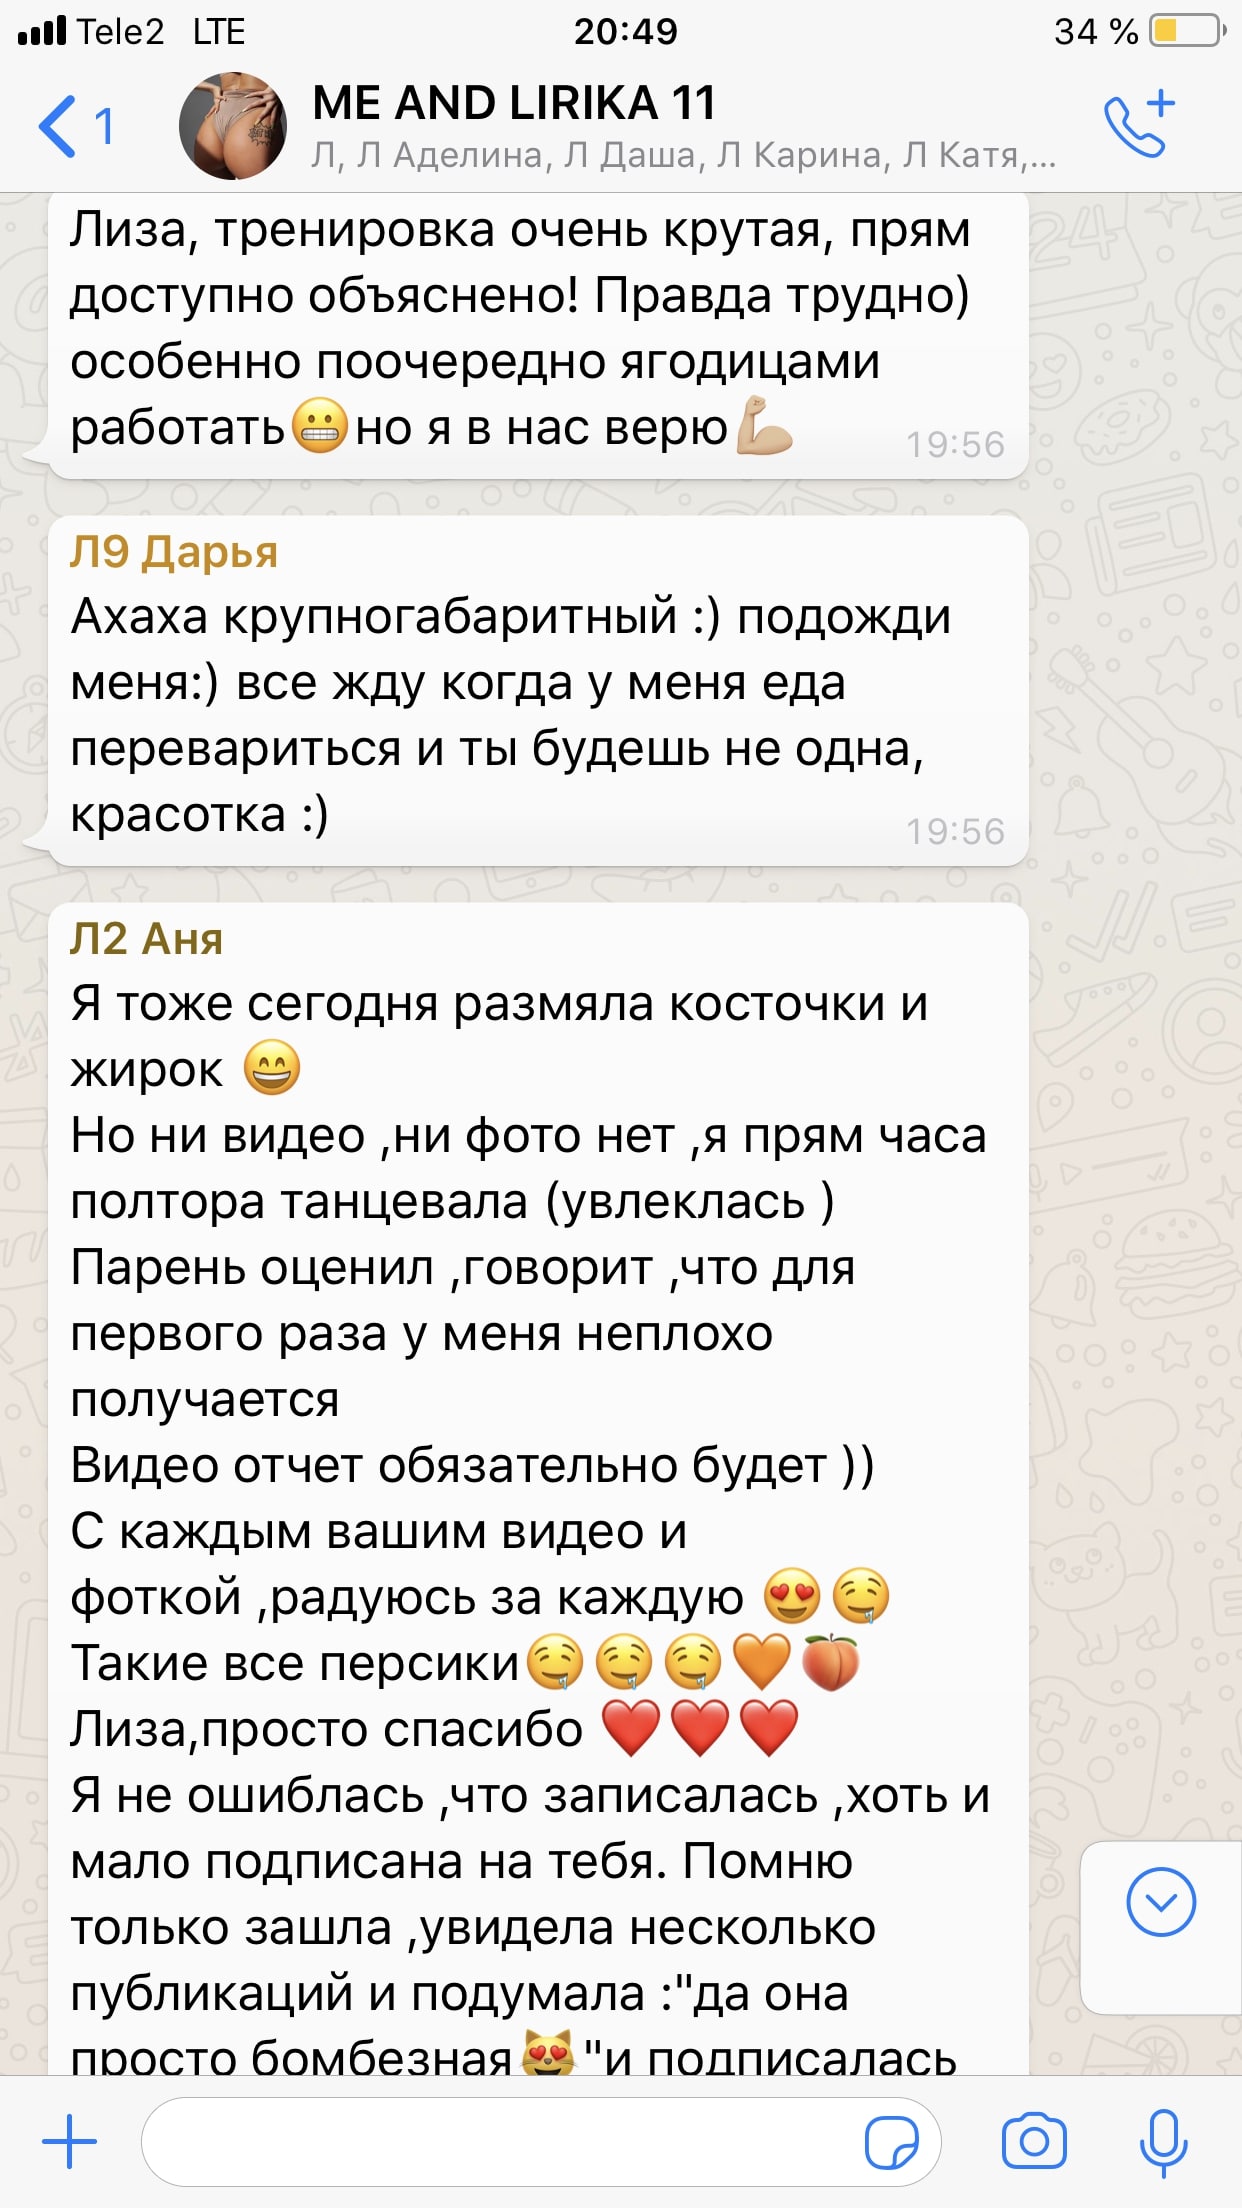 Tele2 LTE 20:49 34 %
1
ME AND LIRIKA 11
Л, Л Аделина, Л Даша, Л Карина, Л Катя,...
Лиза, тренировка очень крутая, прям
доступно объяснено! Правда трудно)
особенно поочередно ягодицами
работать😬но я в нас верю💪🏼
19:56
Л9 Дарья
Ахаха крупногабаритный :) подожди
меня:) все жду когда у меня еда
перевариться и ты будешь не одна,
красотка :)
19:56
Л2 Аня
Я тоже сегодня размяла косточки и
жирок 😄
Но ни видео ,ни фото нет ,я прям часа
полтора танцевала (увлеклась )
Парень оценил ,говорит ,что для
первого раза у меня неплохо
получается
Видео отчет обязательно будет ))
С каждым вашим видео и
фоткой ,радуюсь за каждую 😍🤤
Такие все персики🤤🤤🤤🧡🍑
Лиза,просто спасибо ❤️❤️❤️
Я не ошиблась ,что записалась ,хоть и
мало подписана на тебя. Помню
только зашла ,увидела несколько
публикаций и подумала :"да она
просто бомбезная😻"и подписалась